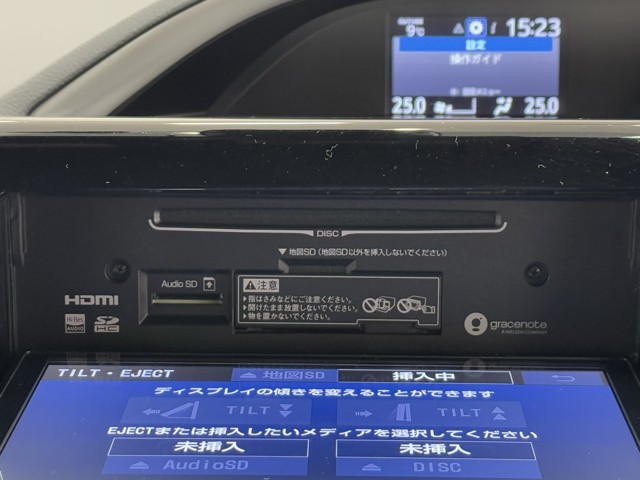 9℃
15:23
設定
操作ガイド
25.0
25.0
DISC
▼地図SD(地図SD以外を挿入しないでください)
Audio SD
⚠注意
▶指はさみなどにご注意ください。
▶開けたまま放置しないでください。
▶物を置かないでください。
HDMI
Hi-Res AUDIO
SD HC
gracenote
A NIELSEN COMPANY
TILT・EJECT
地図SD
挿入中
ディスプレイの傾きを変えることができます
TILT
TILT
EJECTまたは挿入したいメディアを選択してください
未挿入
未挿入
AudioSD
DISC